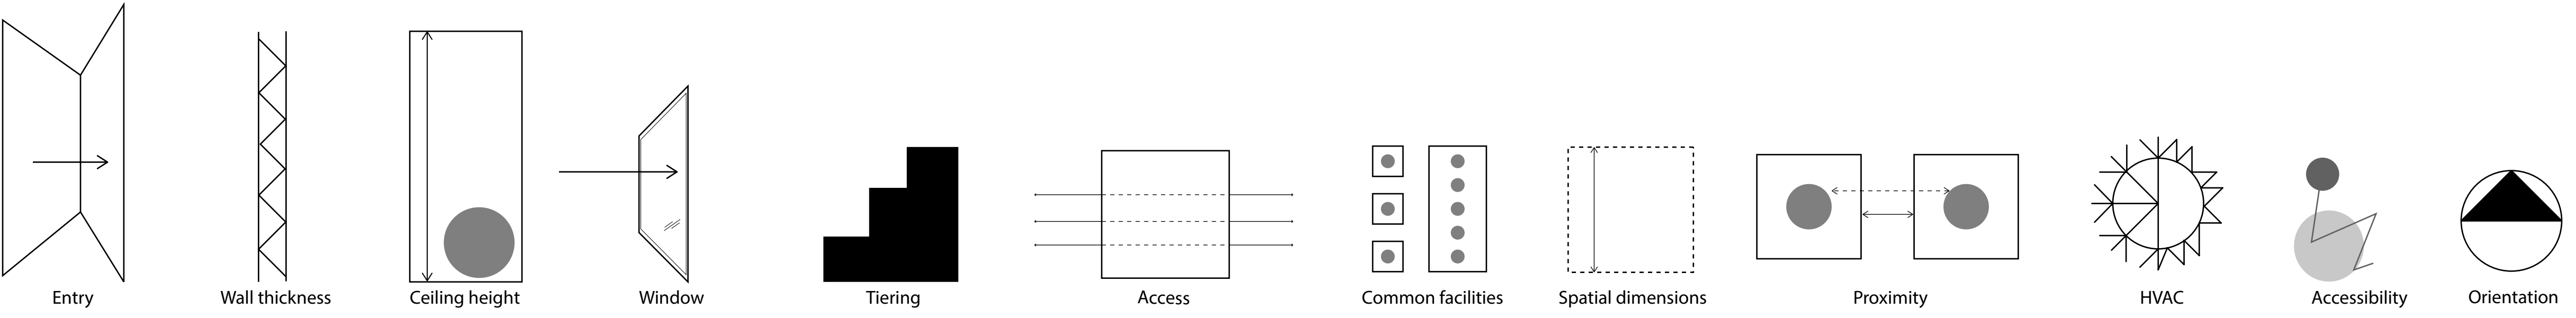 Entry
Wall thickness
Ceiling height
Window
Tiering
Access
Common facilities
Spatial dimensions
Proximity
HVAC
Accessibility
Orientation